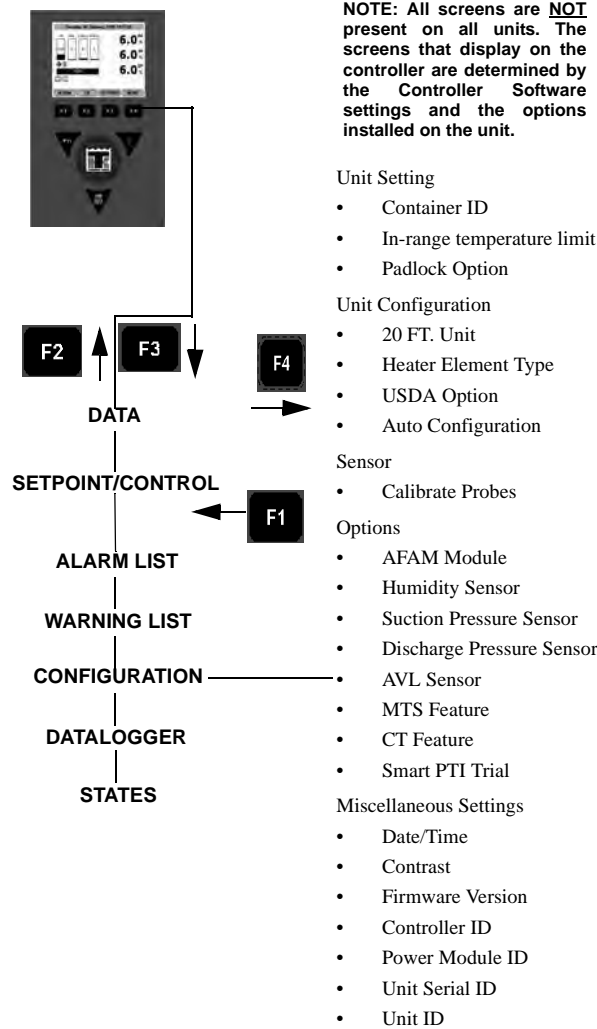 6.0°
6.0°
6.0°
F1 F2 F3 F4
NOTE: All screens are NOT
present on all units. The
screens that display on the
controller are determined by
the Controller Software
settings and the options
installed on the unit.
Unit Setting
• Container ID
• In-range temperature limit
• Padlock Option
Unit Configuration
• 20 FT. Unit
• Heater Element Type
• USDA Option
• Auto Configuration
Sensor
• Calibrate Probes
Options
• AFAM Module
• Humidity Sensor
• Suction Pressure Sensor
• Discharge Pressure Sensor
• AVL Sensor
• MTS Feature
• CT Feature
• Smart PTI Trial
Miscellaneous Settings
• Date/Time
• Contrast
• Firmware Version
• Controller ID
• Power Module ID
• Unit Serial ID
• Unit ID
F2
F3
F4
DATA
SETPOINT/CONTROL
F1
ALARM LIST
WARNING LIST
CONFIGURATION
DATALOGGER
STATES